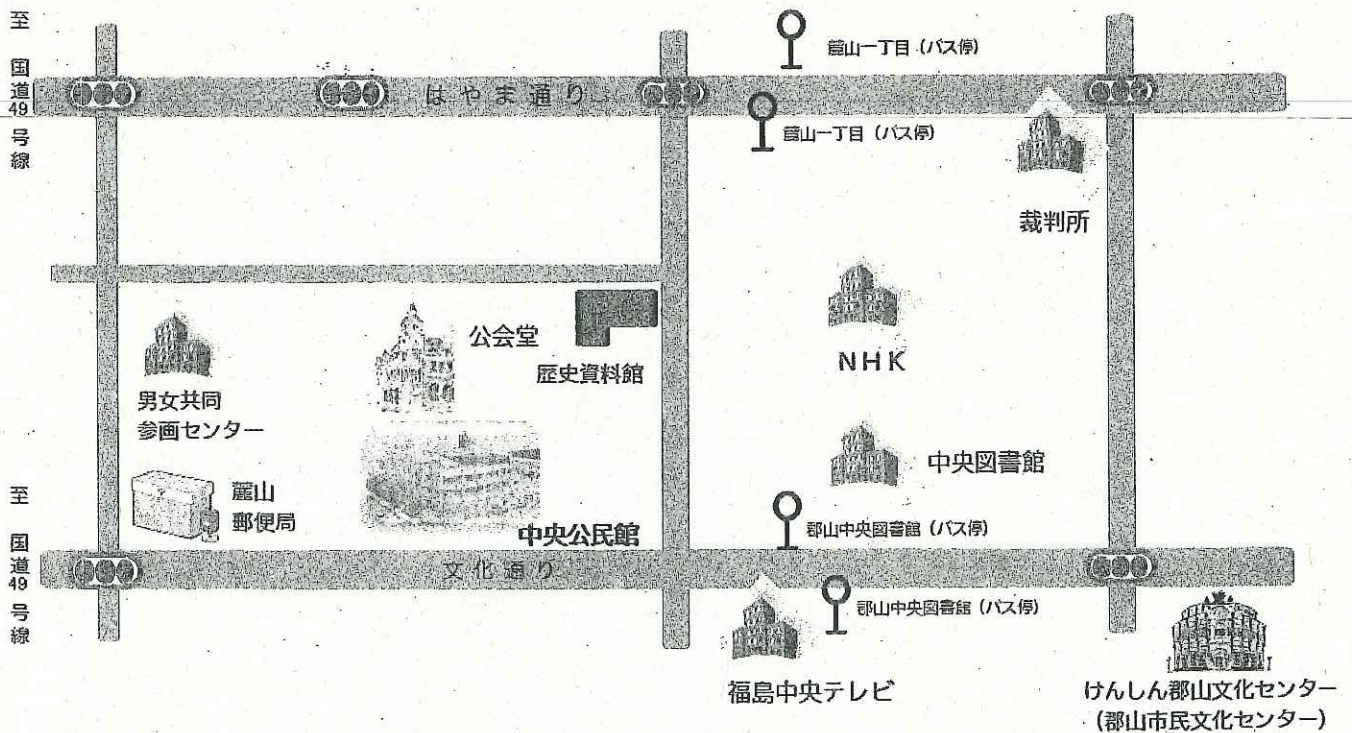 至
国
道
49
号
線
麓山一丁目(バス停)
はやま通り
麓山一丁目(バス停)
裁判所
公会堂
歴史資料館
NHK
男女共同
参画センター
中央図書館
至
国
道
49
号
線
麓山
郵便局
中央公民館
郡山中央図書館(バス停)
文化通り
郡山中央図書館(バス停)
福島中央テレビ
けんしん郡山文化センター
(郡山市民文化センター)